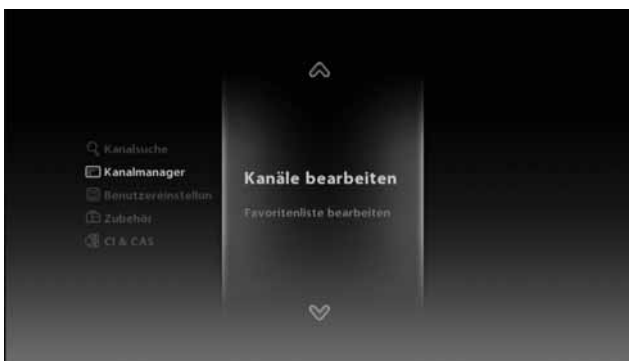 Kanalsuche
Kanalmanager
Benutzereinstellun
Zubehör
CI & CAS
Kanäle bearbeiten
Favoritenliste bearbeiten